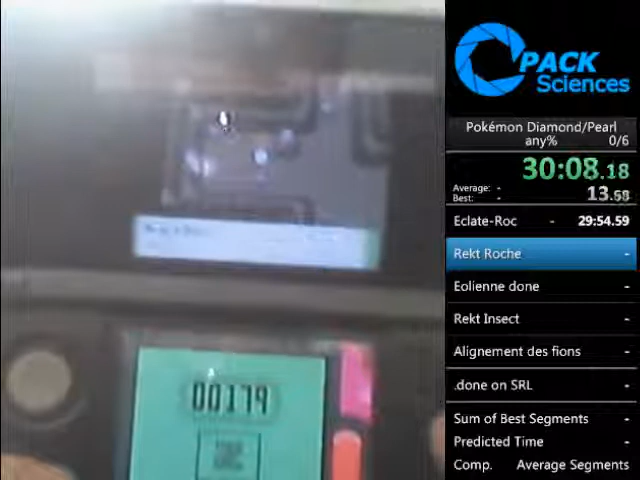 PACK
Sciences
Pokémon Diamond/Pearl
any% 0/6
30:08.18
Average: -
Best: - 13.58
Eclate-Roc - 29:54.59
Rekt Roche -
Eolienne done -
Rekt Insect -
Alignement des fions -
.done on SRL -
Sum of Best Segments -
Predicted Time -
Comp. Average Segments
00179